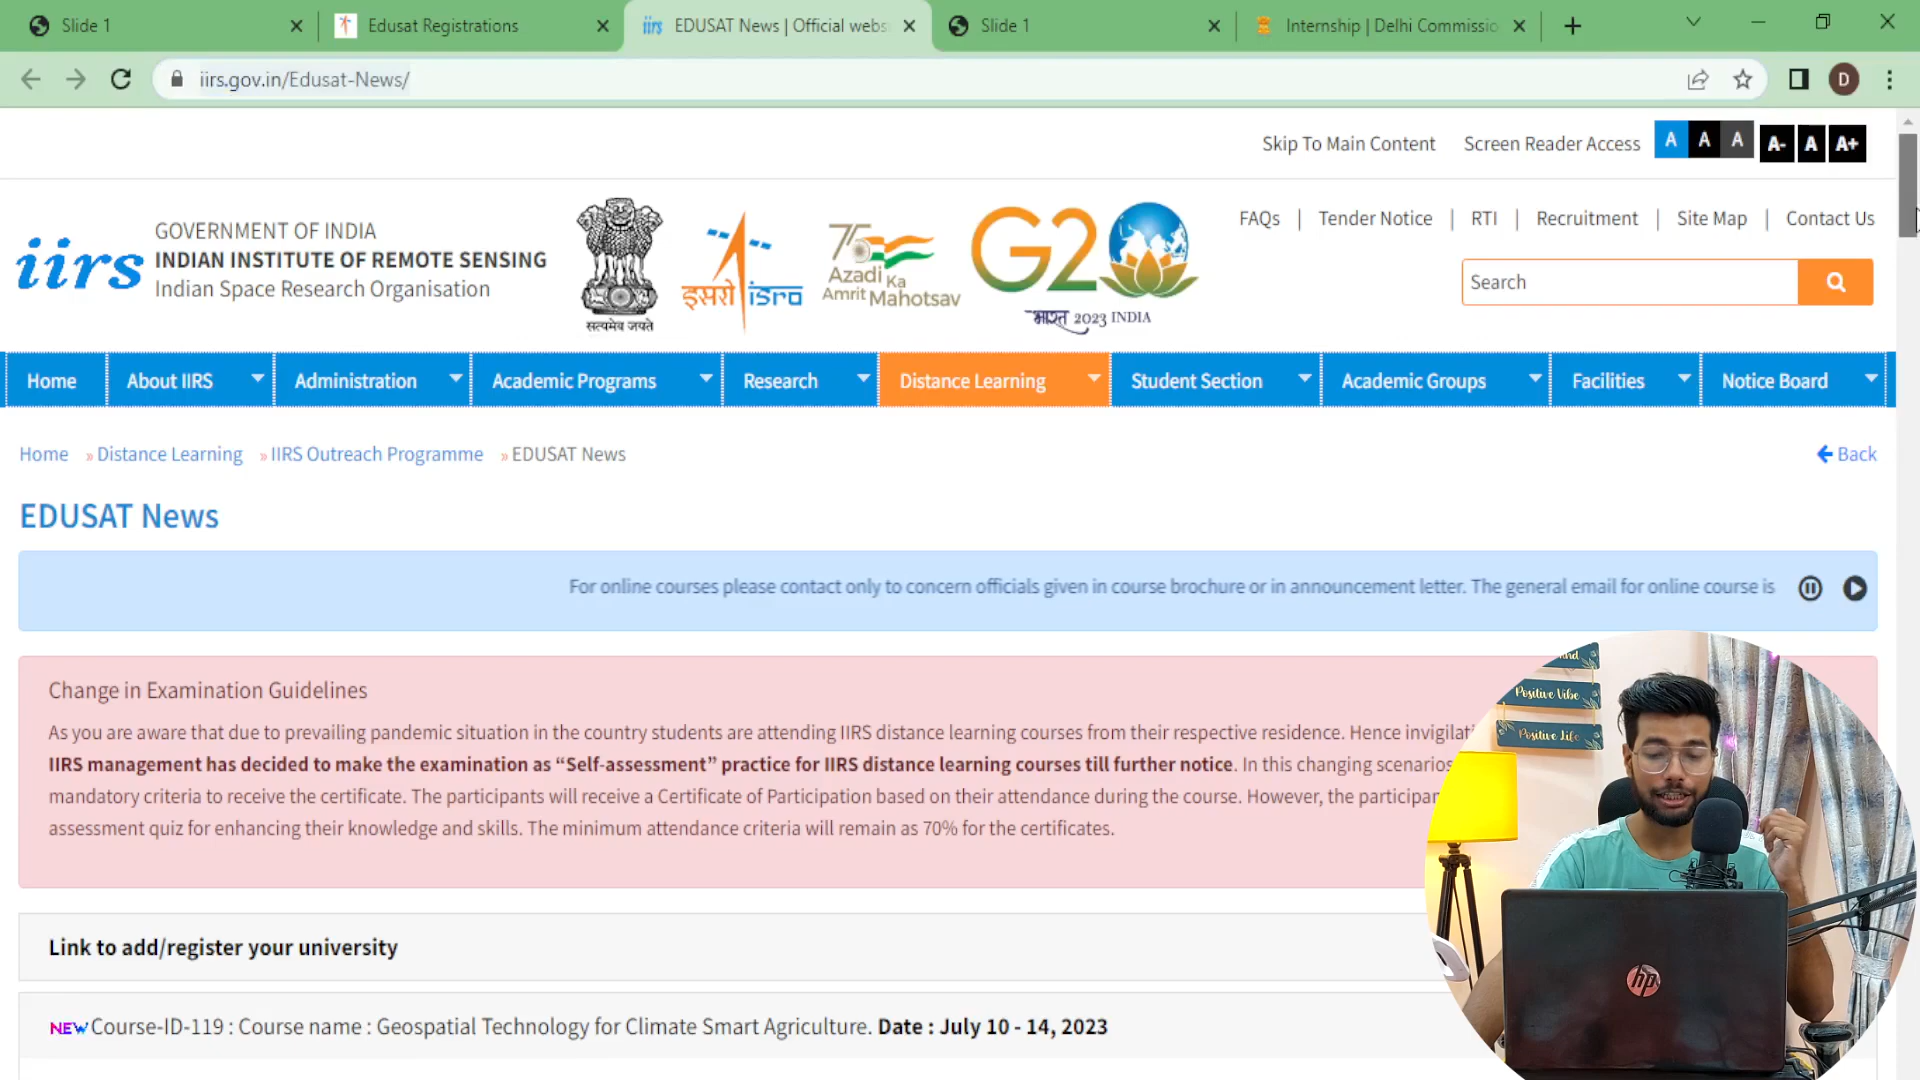 Slide 1
Edusat Registrations
EDUSAT News | Official webs
Slide 1
Internship | Delhi Commissio
iirs.gov.in/Edusat-News/
D
Skip To Main Content
Screen Reader Access
A A A A- A A+
iirs
GOVERNMENT OF INDIA
INDIAN INSTITUTE OF REMOTE SENSING
Indian Space Research Organisation
सत्यमेव जयते
इसरो isro
75
Azadi Ka
Amrit Mahotsav
G20
भारत 2023 INDIA
FAQs | Tender Notice | RTI | Recruitment | Site Map | Contact Us
Search
Home About IIRS Administration Academic Programs Research Distance Learning Student Section Academic Groups Facilities Notice Board
Home » Distance Learning » IIRS Outreach Programme » EDUSAT News
Back
EDUSAT News
For online courses please contact only to concern officials given in course brochure or in announcement letter. The general email for online course is
Change in Examination Guidelines
As you are aware that due to prevailing pandemic situation in the country students are attending IIRS distance learning courses from their respective residence. Hence invigilati
IIRS management has decided to make the examination as “Self-assessment” practice for IIRS distance learning courses till further notice. In this changing scenarios
mandatory criteria to receive the certificate. The participants will receive a Certificate of Participation based on their attendance during the course. However, the participan
assessment quiz for enhancing their knowledge and skills. The minimum attendance criteria will remain as 70% for the certificates.
Link to add/register your university
NEW Course-ID-119 : Course name : Geospatial Technology for Climate Smart Agriculture. Date : July 10 - 14, 2023
Positive Vibe
Positive Life
hp